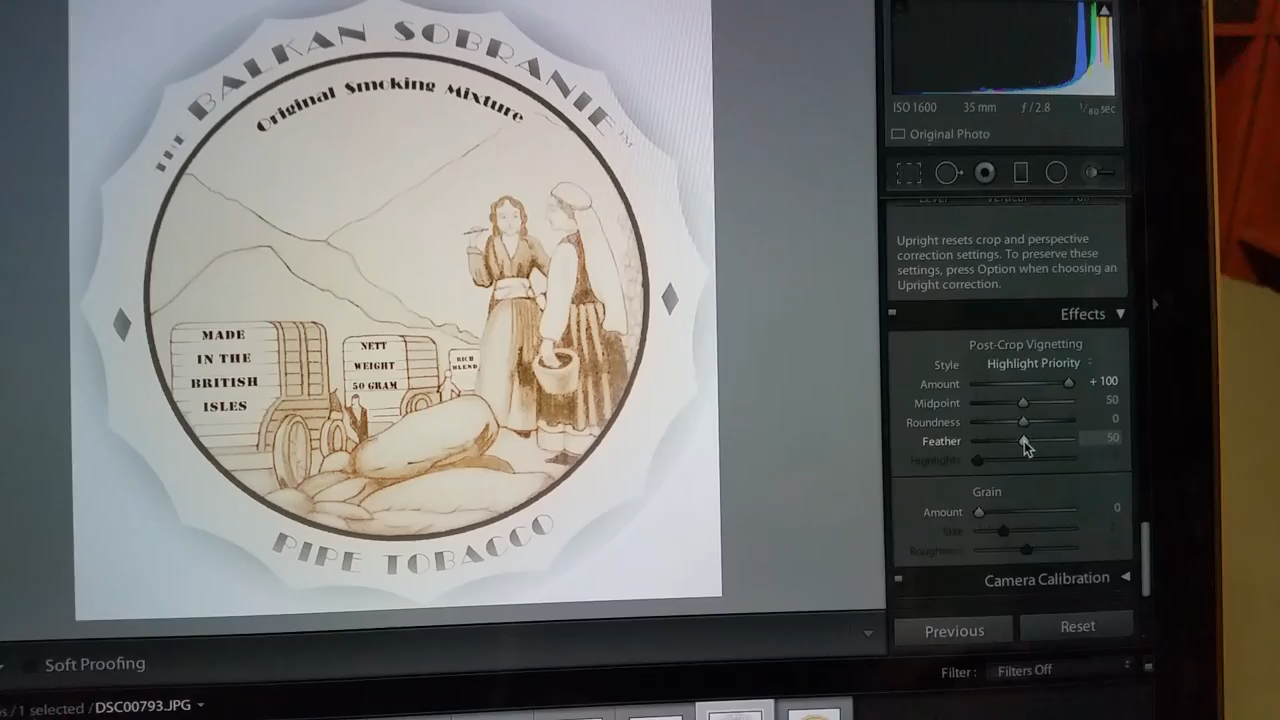 THE BALKAN SOBRANIE TM
Original Smoking Mixture
MADE
IN THE
BRITISH
ISLES
NETT
WEIGHT
50 GRAM
RICH
BLEND
PIPE TOBACCO
ISO 1600 35 mm ƒ / 2.8 1/80 sec
Original Photo
Level Vertical Full
Upright resets crop and perspective
correction settings. To preserve these
settings, press Option when choosing an
Upright correction.
Effects
Post-Crop Vignetting
Style Highlight Priority
Amount + 100
Midpoint 50
Roundness 0
Feather 50
Highlights
Grain
Amount 0
Size
Roughness
Camera Calibration
Previous Reset
Soft Proofing
Filter : Filters Off
/ 1 selected / DSC00793.JPG